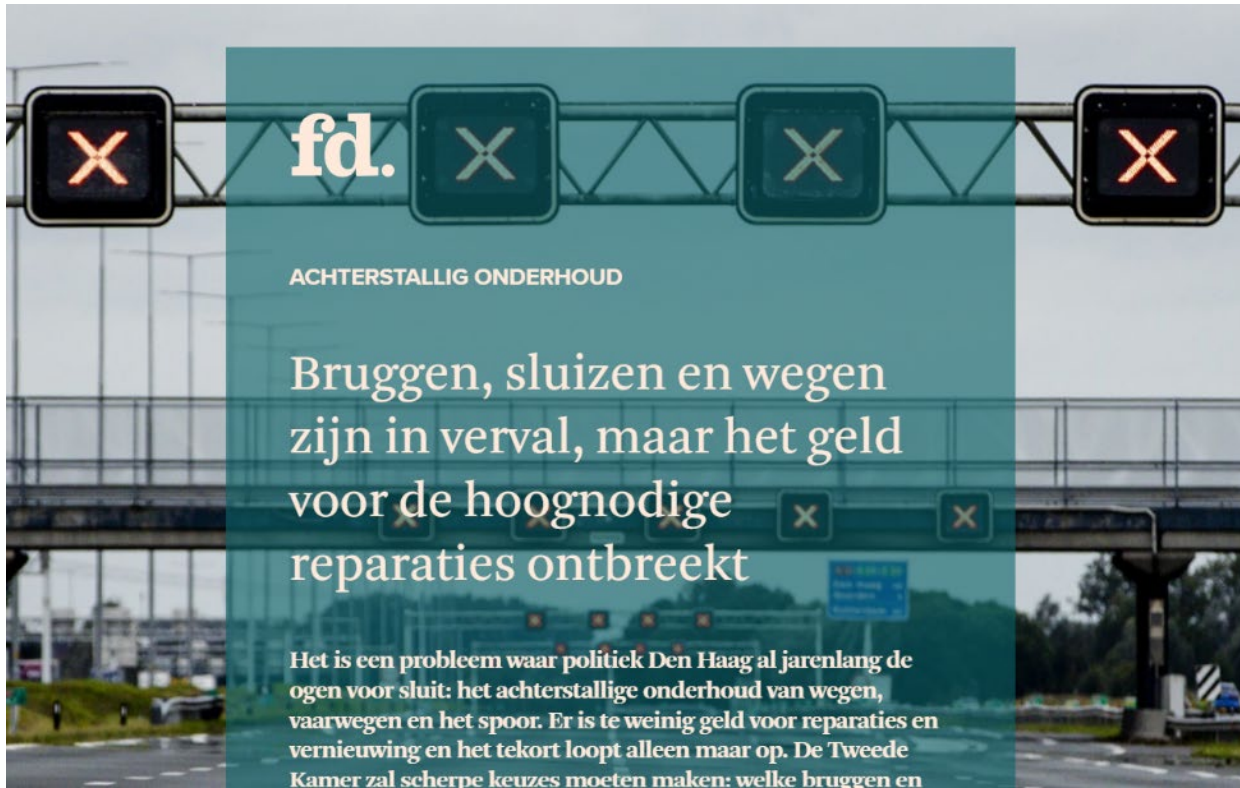 fd.
ACHTERSTALLIG ONDERHOUD
Bruggen, sluizen en wegen
zijn in verval, maar het geld
voor de hoognodige
reparaties ontbreekt
Het is een probleem waar politiek Den Haag al jarenlang de
ogen voor sluit: het achterstallige onderhoud van wegen,
vaarwegen en het spoor. Er is te weinig geld voor reparaties en
vernieuwing en het tekort loopt alleen maar op. De Tweede
Kamer zal scherpe keuzes moeten maken: welke bruggen en